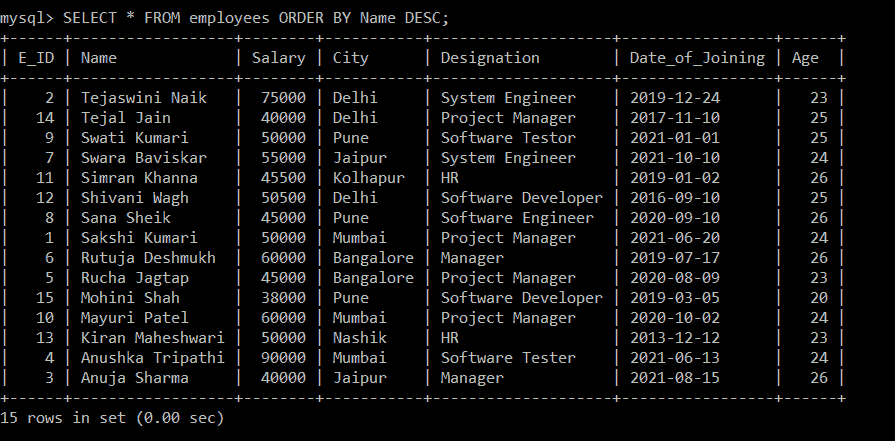 mysql> SELECT * FROM employees ORDER BY Name DESC;
+------+------------------+--------+-----------+--------------------+-----------------+------+
| E_ID | Name             | Salary | City      | Designation        | Date_of_Joining | Age  |
+------+------------------+--------+-----------+--------------------+-----------------+------+
|    2 | Tejaswini Naik   |  75000 | Delhi     | System Engineer    | 2019-12-24      |   23 |
|   14 | Tejal Jain       |  40000 | Delhi     | Project Manager    | 2017-11-10      |   25 |
|    9 | Swati Kumari     |  50000 | Pune      | Software Testor    | 2021-01-01      |   25 |
|    7 | Swara Baviskar   |  55000 | Jaipur    | System Engineer    | 2021-10-10      |   24 |
|   11 | Simran Khanna    |  45500 | Kolhapur  | HR                 | 2019-01-02      |   26 |
|   12 | Shivani Wagh     |  50500 | Delhi     | Software Developer | 2016-09-10      |   25 |
|    8 | Sana Sheik       |  45000 | Pune      | Software Engineer  | 2020-09-10      |   26 |
|    1 | Sakshi Kumari    |  50000 | Mumbai    | Project Manager    | 2021-06-20      |   24 |
|    6 | Rutuja Deshmukh  |  60000 | Bangalore | Manager            | 2019-07-17      |   26 |
|    5 | Rucha Jagtap     |  45000 | Bangalore | Project Manager    | 2020-08-09      |   23 |
|   15 | Mohini Shah      |  38000 | Pune      | Software Developer | 2019-03-05      |   20 |
|   10 | Mayuri Patel     |  60000 | Mumbai    | Project Manager    | 2020-10-02      |   24 |
|   13 | Kiran Maheshwari |  50000 | Nashik    | HR                 | 2013-12-12      |   23 |
|    4 | Anushka Tripathi |  90000 | Mumbai    | Software Tester    | 2021-06-13      |   24 |
|    3 | Anuja Sharma     |  40000 | Jaipur    | Manager            | 2021-08-15      |   26 |
+------+------------------+--------+-----------+--------------------+-----------------+------+
15 rows in set (0.00 sec)